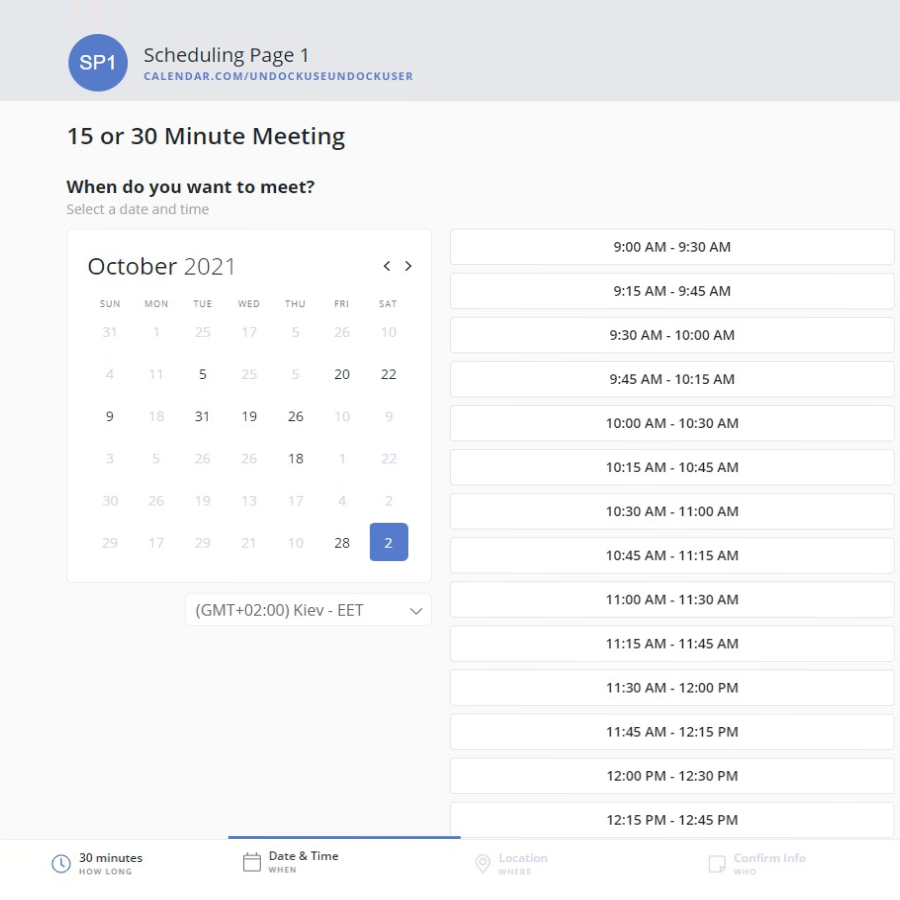 SP1
Scheduling Page 1
CALENDAR.COM/UNDOCKUSEUNDOCKUSER
15 or 30 Minute Meeting
When do you want to meet?
Select a date and time
October 2021
SUN MON TUE WED THU FRI SAT
31 1 25 17 5 26 10
4 11 5 25 5 20 22
9 18 31 19 26 10 9
3 5 26 26 18 1 22
30 26 19 13 17 4 2
29 17 29 21 10 28 2
(GMT+02:00) Kiev - EET
9:00 AM - 9:30 AM
9:15 AM - 9:45 AM
9:30 AM - 10:00 AM
9:45 AM - 10:15 AM
10:00 AM - 10:30 AM
10:15 AM - 10:45 AM
10:30 AM - 11:00 AM
10:45 AM - 11:15 AM
11:00 AM - 11:30 AM
11:15 AM - 11:45 AM
11:30 AM - 12:00 PM
11:45 AM - 12:15 PM
12:00 PM - 12:30 PM
12:15 PM - 12:45 PM
30 minutes
HOW LONG
Date & Time
WHEN
Location
WHERE
Confirm Info
WHO